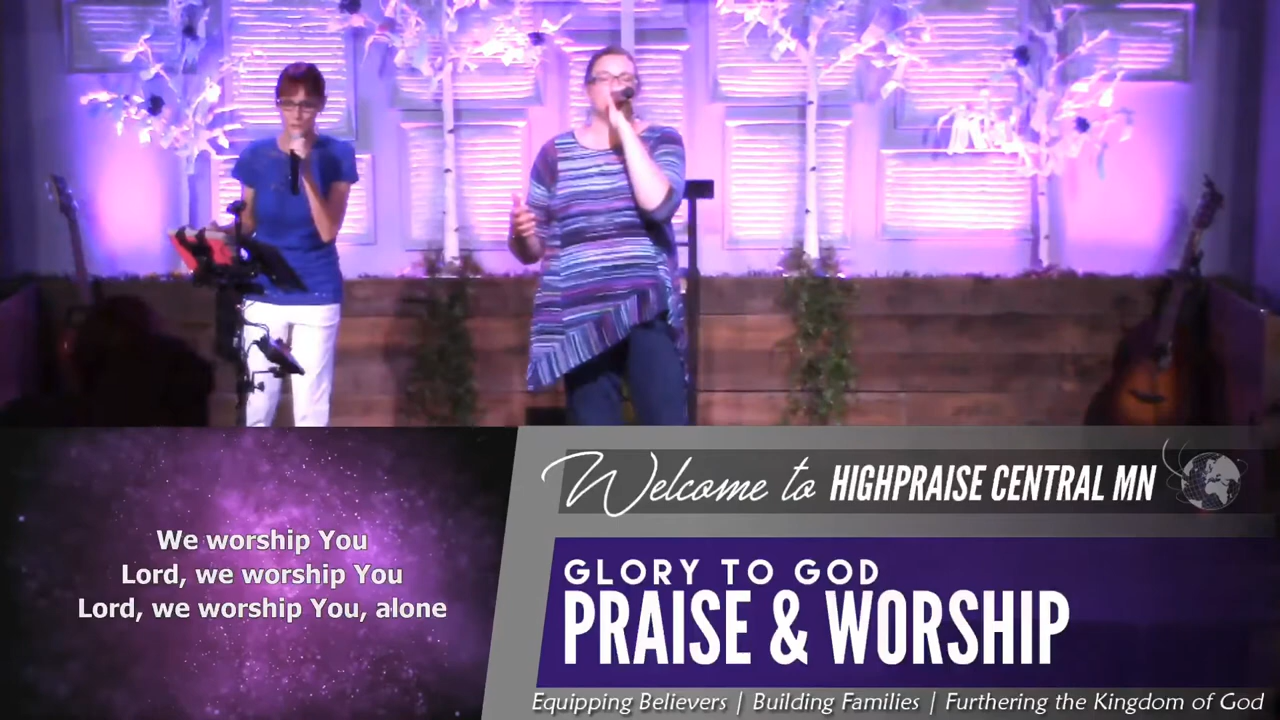 We worship You
Lord, we worship You
Lord, we worship You, alone
Welcome to HIGHPRAISE CENTRAL MN
GLORY TO GOD
PRAISE & WORSHIP
Equipping Believers | Building Families | Furthering the Kingdom of God